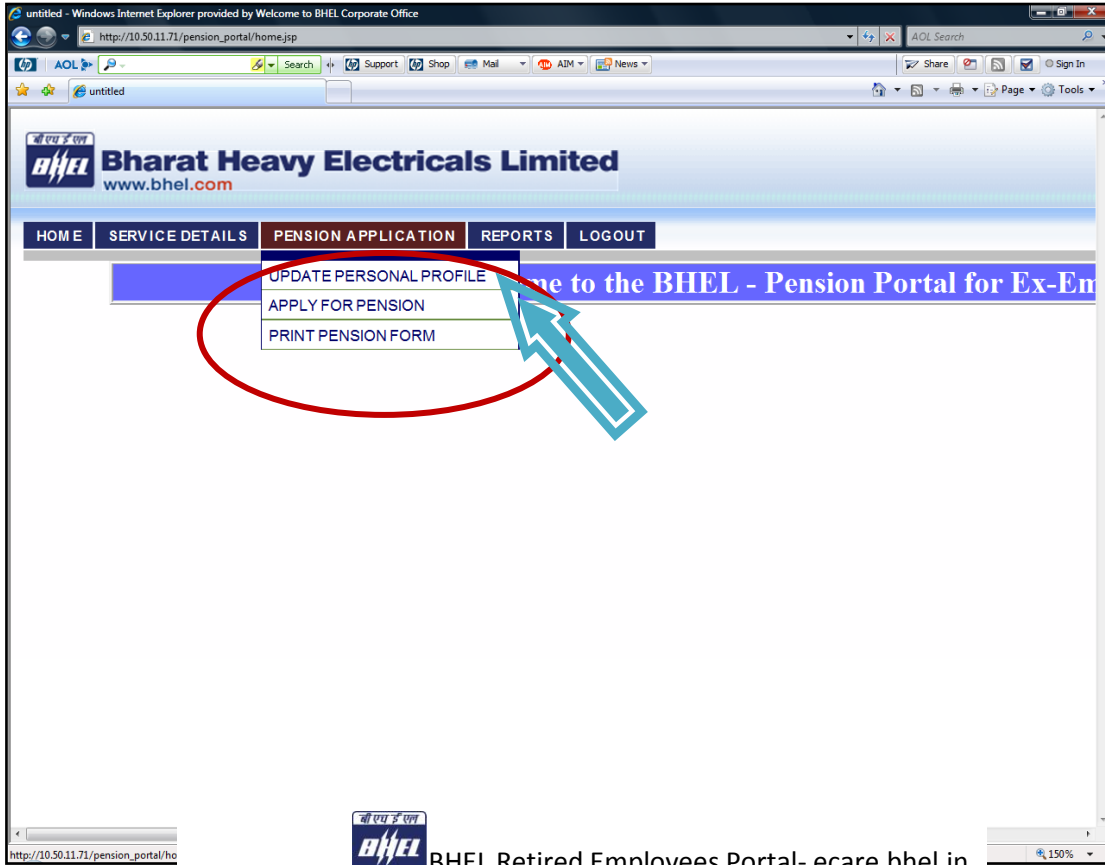 untitled - Windows Internet Explorer provided by Welcome to BHEL Corporate Office
http://10.50.11.71/pension_portal/home.jsp
AOL Search
AOL Search Support Shop Mail AIM News Share Sign In
untitled Page Tools
बी एच ई एल
BHEL Bharat Heavy Electricals Limited
www.bhel.com
HOME SERVICE DETAILS PENSION APPLICATION REPORTS LOGOUT
UPDATE PERSONAL PROFILE
me to the BHEL - Pension Portal for Ex-Em
APPLY FOR PENSION
PRINT PENSION FORM
बी एच ई एल
BHEL BHEL Retired Employees Portal- ecare.bhel.in
http://10.50.11.71/pension_portal/ho 150%